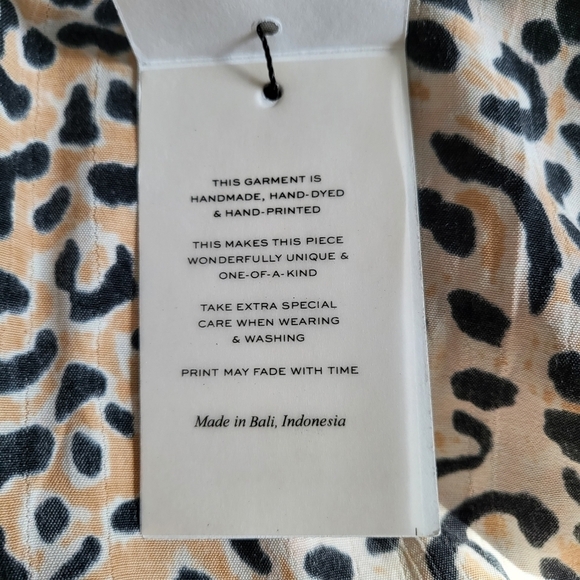 THIS GARMENT IS
HANDMADE, HAND-DYED
& HAND-PRINTED
THIS MAKES THIS PIECE
WONDERFULLY UNIQUE &
ONE-OF-A-KIND
TAKE EXTRA SPECIAL
CARE WHEN WEARING
& WASHING
PRINT MAY FADE WITH TIME
Made in Bali, Indonesia